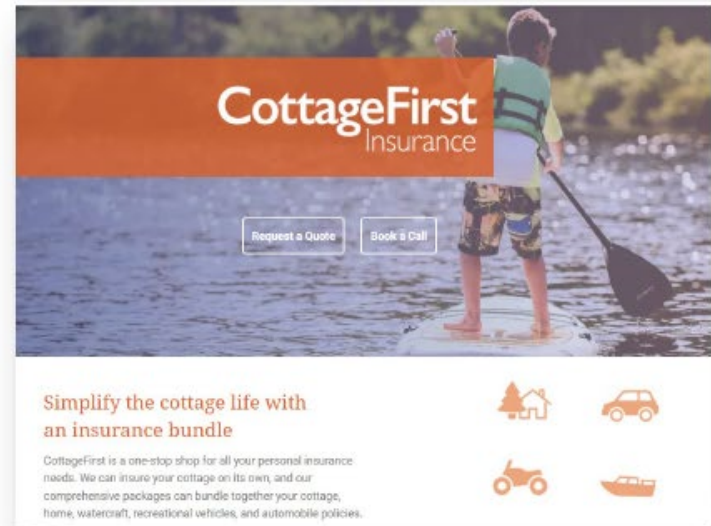 CottageFirst
Insurance
Request a Quote
Book a Call
Simplify the cottage life with
an insurance bundle
CottageFirst is a one-stop shop for all your personal insurance
needs. We can insure your cottage on its own, and our
comprehensive packages can bundle together your cottage,
home, watercraft, recreational vehicles, and automobile policies.